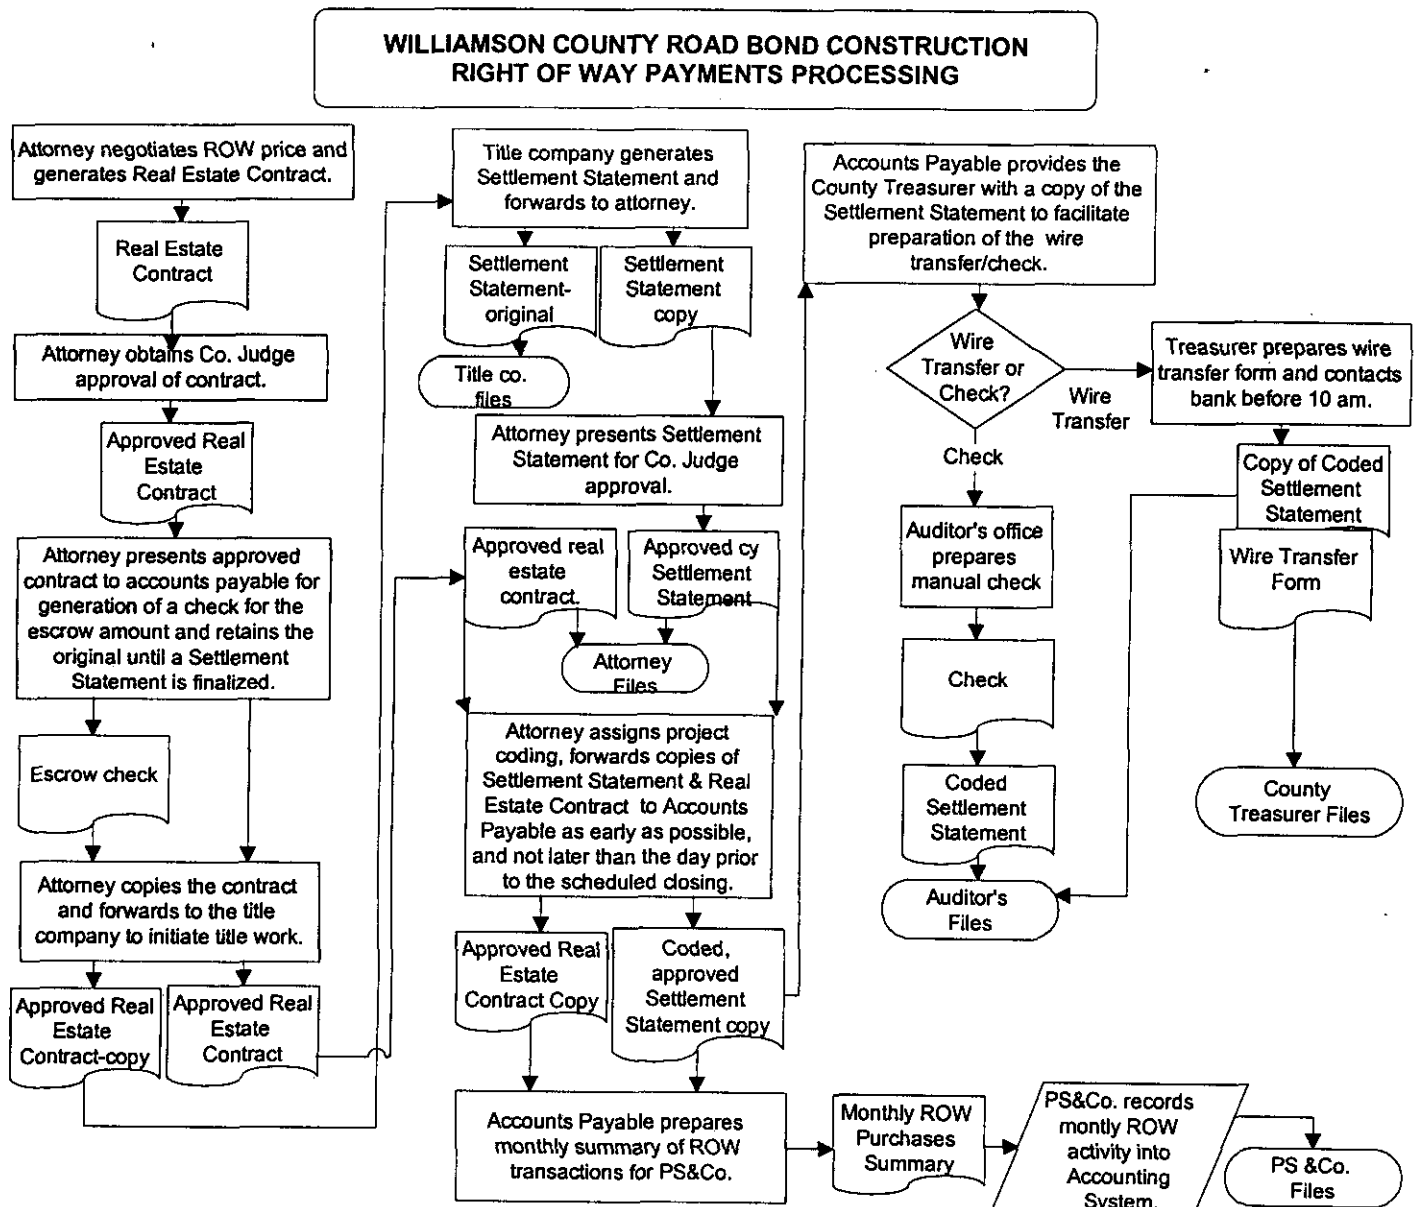 WILLIAMSON COUNTY ROAD BOND CONSTRUCTION
RIGHT OF WAY PAYMENTS PROCESSING
Attorney negotiates ROW price and
generates Real Estate Contract.
Real Estate
Contract
Attorney obtains Co. Judge
approval of contract.
Approved Real
Estate
Contract
Attorney presents approved
contract to accounts payable for
generation of a check for the
escrow amount and retains the
original until a Settlement
Statement is finalized.
Escrow check
Attorney copies the contract
and forwards to the title
company to initiate title work.
Approved Real
Estate
Contract-copy
Approved Real
Estate
Contract
Title company generates
Settlement Statement and
forwards to attorney.
Settlement
Statement-
original
Settlement
Statement
copy
Title co.
files
Attorney presents Settlement
Statement for Co. Judge
approval.
Approved real
estate
contract.
Approved cy
Settlement
Statement
Attorney
Files
Attorney assigns project
coding, forwards copies of
Settlement Statement & Real
Estate Contract to Accounts
Payable as early as possible,
and not later than the day prior
to the scheduled closing.
Approved Real
Estate
Contract Copy
Coded,
approved
Settlement
Statement copy
Accounts Payable prepares
monthly summary of ROW
transactions for PS&Co.
Monthly ROW
Purchases
Summary
PS&Co. records
montly ROW
activity into
Accounting
System.
PS &Co.
Files
Accounts Payable provides the
County Treasurer with a copy of the
Settlement Statement to facilitate
preparation of the wire
transfer/check.
Wire
Transfer or
Check?
Wire
Transfer
Check
Treasurer prepares wire
transfer form and contacts
bank before 10 am.
Copy of Coded
Settlement
Statement
Wire Transfer
Form
County
Treasurer Files
Auditor's office
prepares
manual check
Check
Coded
Settlement
Statement
Auditor's
Files